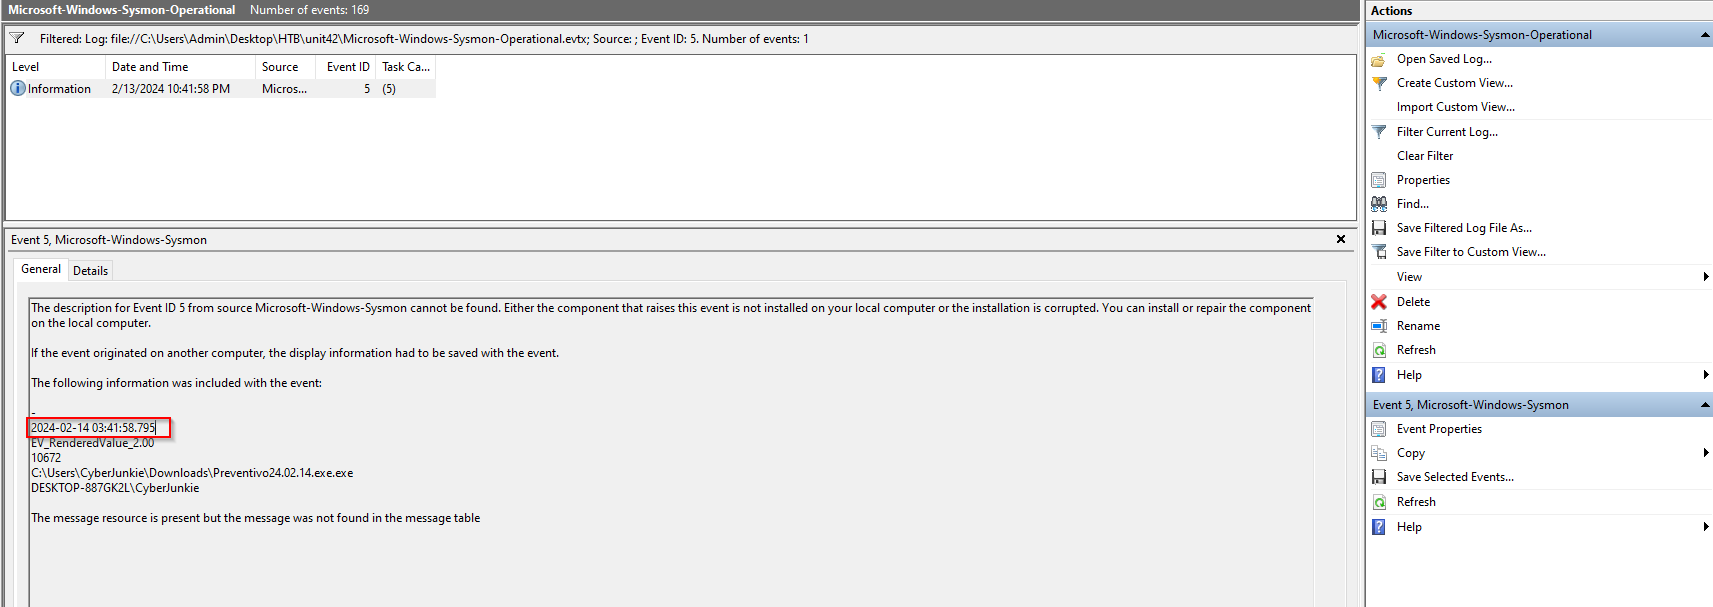 Microsoft-Windows-Sysmon-Operational Number of events: 169
Filtered: Log: file://C:\Users\Admin\Desktop\HTB\unit42\Microsoft-Windows-Sysmon-Operational.evtx; Source: ; Event ID: 5. Number of events: 1
Level Date and Time Source Event ID Task Ca...
Information 2/13/2024 10:41:58 PM Micros... 5 (5)
Event 5, Microsoft-Windows-Sysmon
General Details
The description for Event ID 5 from source Microsoft-Windows-Sysmon cannot be found. Either the component that raises this event is not installed on your local computer or the installation is corrupted. You can install or repair the component
on the local computer.
If the event originated on another computer, the display information had to be saved with the event.
The following information was included with the event:
-
2024-02-14 03:41:58.795
EV_RenderedValue_2.00
10672
C:\Users\CyberJunkie\Downloads\Preventivo24.02.14.exe.exe
DESKTOP-887GK2L\CyberJunkie
The message resource is present but the message was not found in the message table
Actions
Microsoft-Windows-Sysmon-Operational
Open Saved Log...
Create Custom View...
Import Custom View...
Filter Current Log...
Clear Filter
Properties
Find...
Save Filtered Log File As...
Save Filter to Custom View...
View
Delete
Rename
Refresh
Help
Event 5, Microsoft-Windows-Sysmon
Event Properties
Copy
Save Selected Events...
Refresh
Help